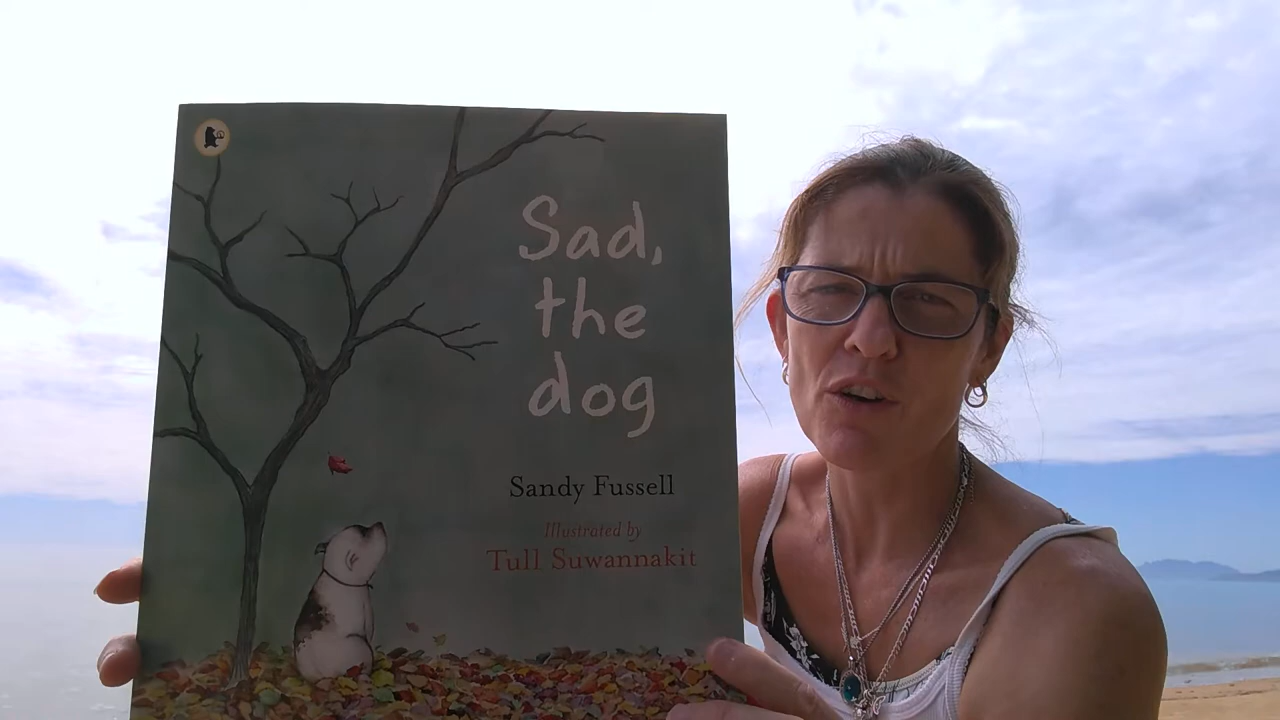 Sad,
the
dog
Sandy Fussell
Illustrated by
Tull Suwannakit